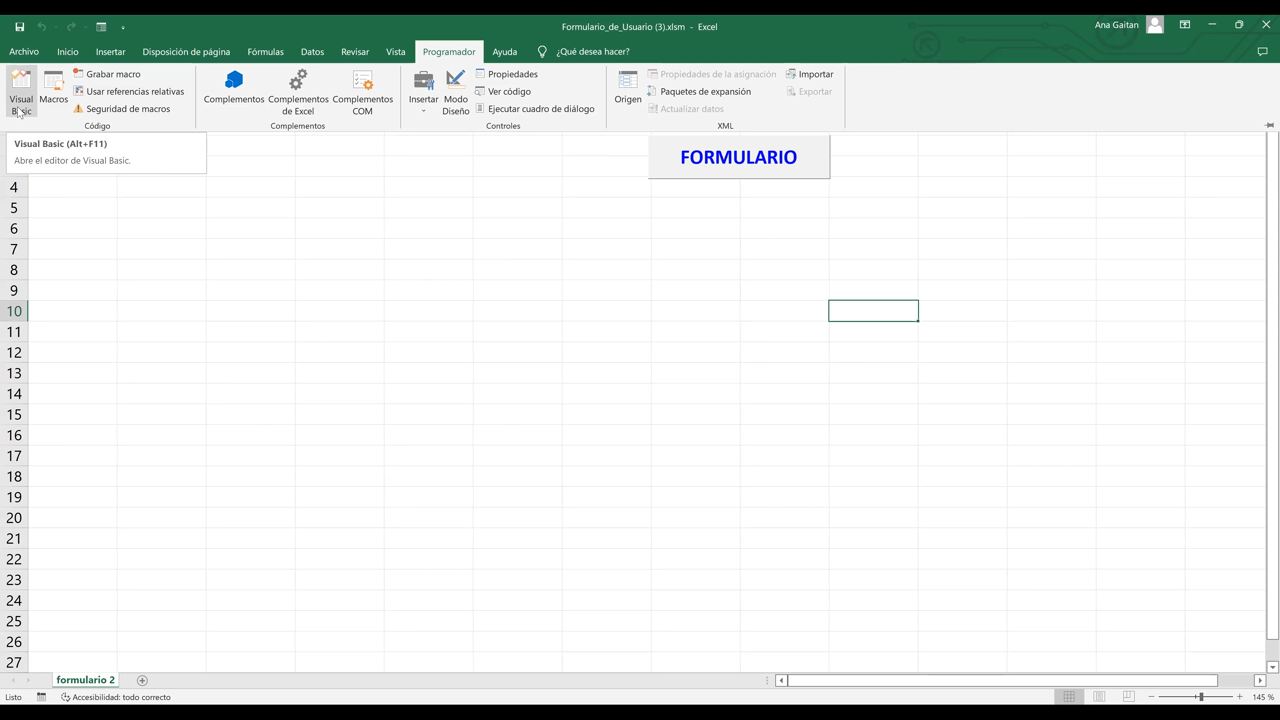 Formulario_de_Usuario (3).xlsm - Excel
Ana Gaitan
Archivo Inicio Insertar Disposición de página Fórmulas Datos Revisar Vista Programador Ayuda ¿Qué desea hacer?
Visual Basic
Macros
Grabar macro
Usar referencias relativas
Seguridad de macros
Código
Complementos
Complementos de Excel
Complementos COM
Complementos
Insertar
Modo Diseño
Propiedades
Ver código
Ejecutar cuadro de diálogo
Controles
Origen
Propiedades de la asignación
Paquetes de expansión
Actualizar datos
Importar
Exportar
XML
Visual Basic (Alt+F11)
Abre el editor de Visual Basic.
FORMULARIO
4
5
6
7
8
9
10
11
12
13
14
15
16
17
18
19
20
21
22
23
24
25
26
27
formulario 2
Listo
Accesibilidad: todo correcto
145 %